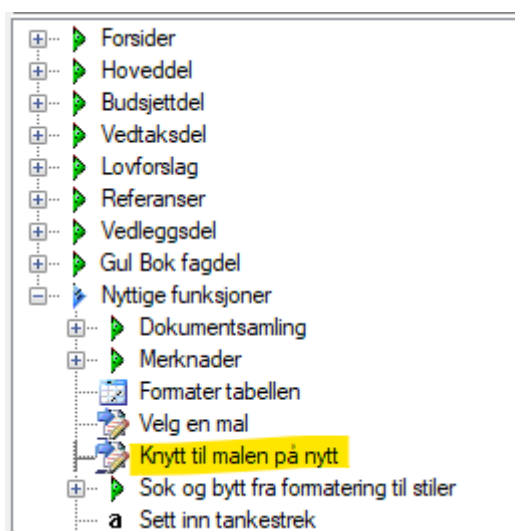 Forsider
Hoveddel
Budsjettdel
Vedtaksdel
Lovforslag
Referanser
Vedleggsdel
Gul Bok fagdel
Nyttige funksjoner
Dokumentsamling
Merknader
Formater tabellen
Velg en mal
Knytt til malen på nytt
Sok og bytt fra formatering til stiler
a Sett inn tankestrek